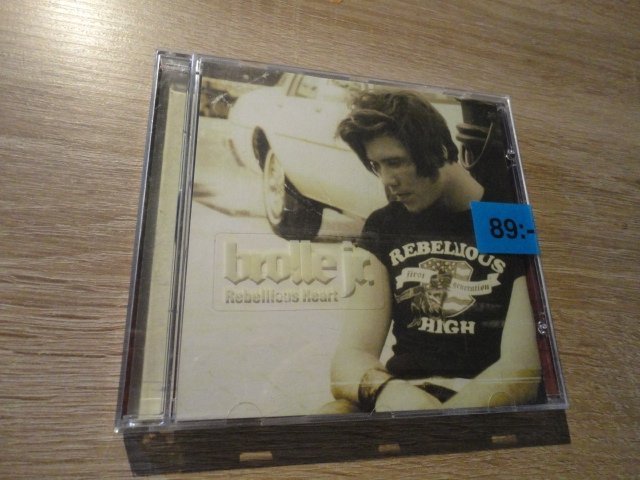 89:-
brolle jr.
Rebellious Heart
REBELLIOUS
first generation
HIGH